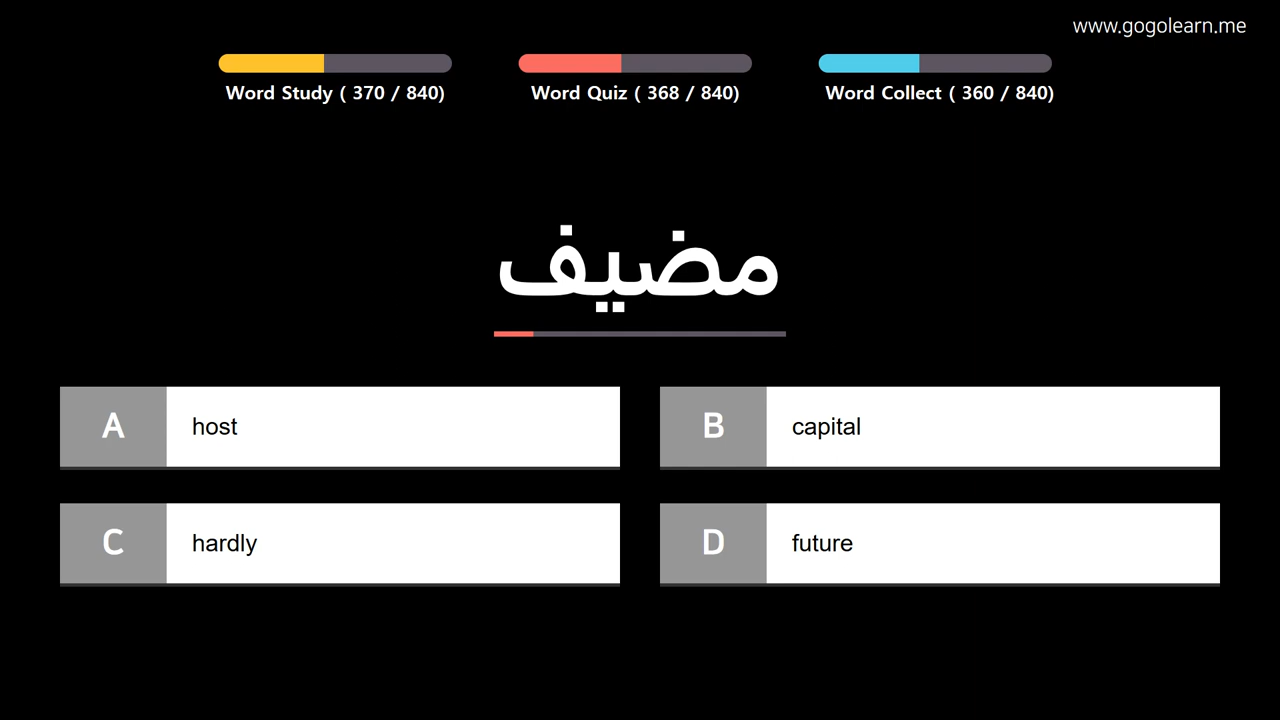 www.gogolearn.me
Word Study ( 370 / 840)
Word Quiz ( 368 / 840)
Word Collect ( 360 / 840)
مضيف
A host
B capital
C hardly
D future